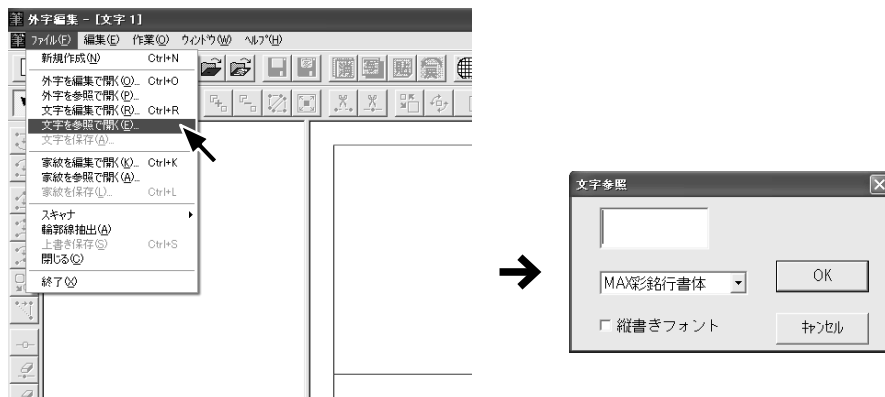 外字編集 - [文字 1]
ファイル(F) 編集(E) 作業(O) ウィンドウ(W) ヘルプ(H)
新規作成(N) Ctrl+N
外字を編集で開く(O)... Ctrl+O
外字を参照で開く(P)...
文字を編集で開く(R)... Ctrl+R
文字を参照で開く(E)...
文字を保存(A)...
家紋を編集で開く(K)... Ctrl+K
家紋を参照で開く(A)...
家紋を保存(L)... Ctrl+L
スキャナ
輪郭線抽出(A)
上書き保存(S) Ctrl+S
閉じる(C)
終了(X)
文字参照
MAX彩銘行書体
OK
縦書きフォント
キャンセル